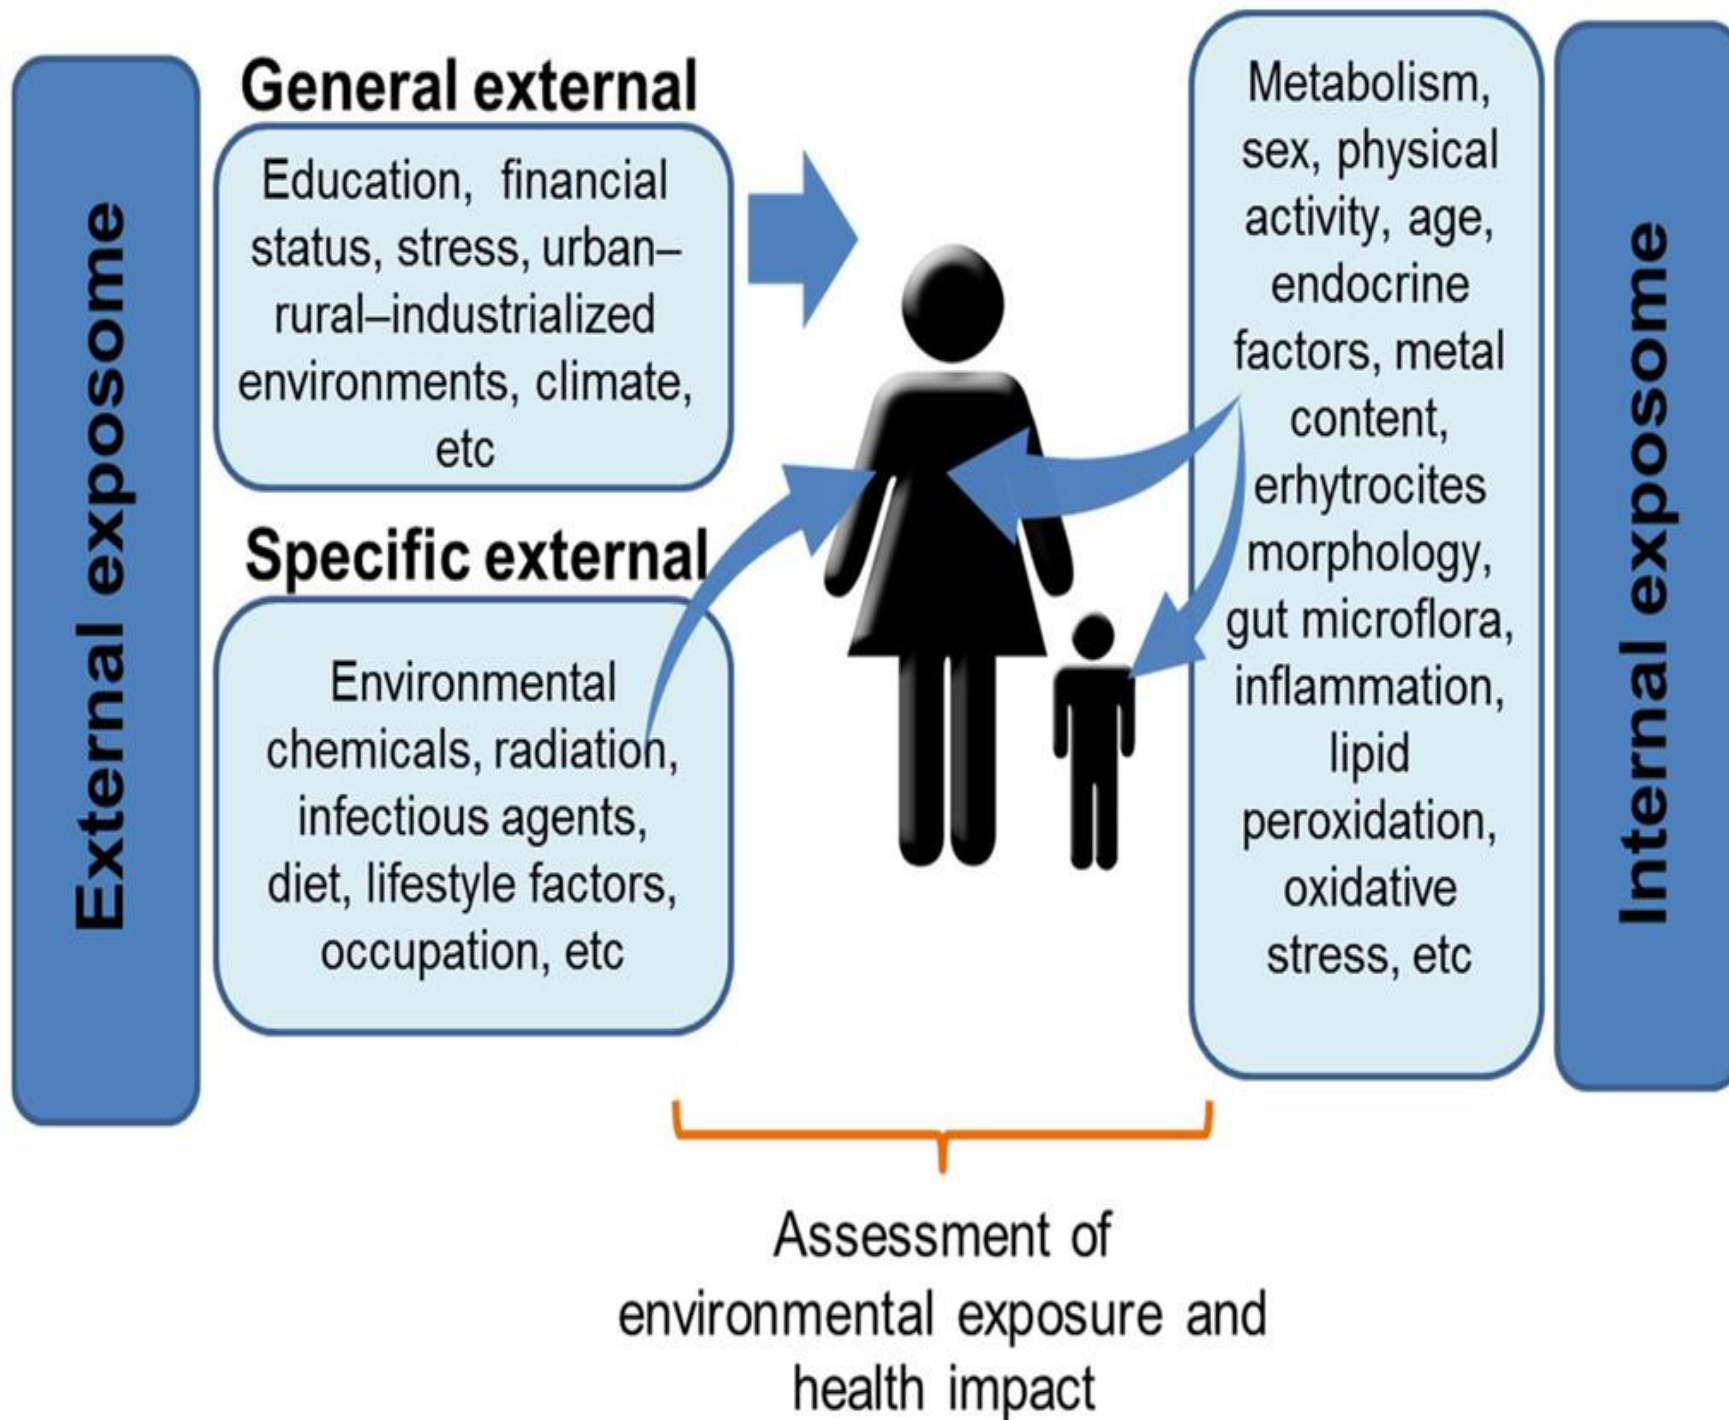 External exposome
General external
Education, financial
status, stress, urban–
rural–industrialized
environments, climate,
etc
Specific external
Environmental
chemicals, radiation,
infectious agents,
diet, lifestyle factors,
occupation, etc
Metabolism,
sex, physical
activity, age,
endocrine
factors, metal
content,
erhytrocites
morphology,
gut microflora,
inflammation,
lipid
peroxidation,
oxidative
stress, etc
Internal exposome
Assessment of
environmental exposure and
health impact